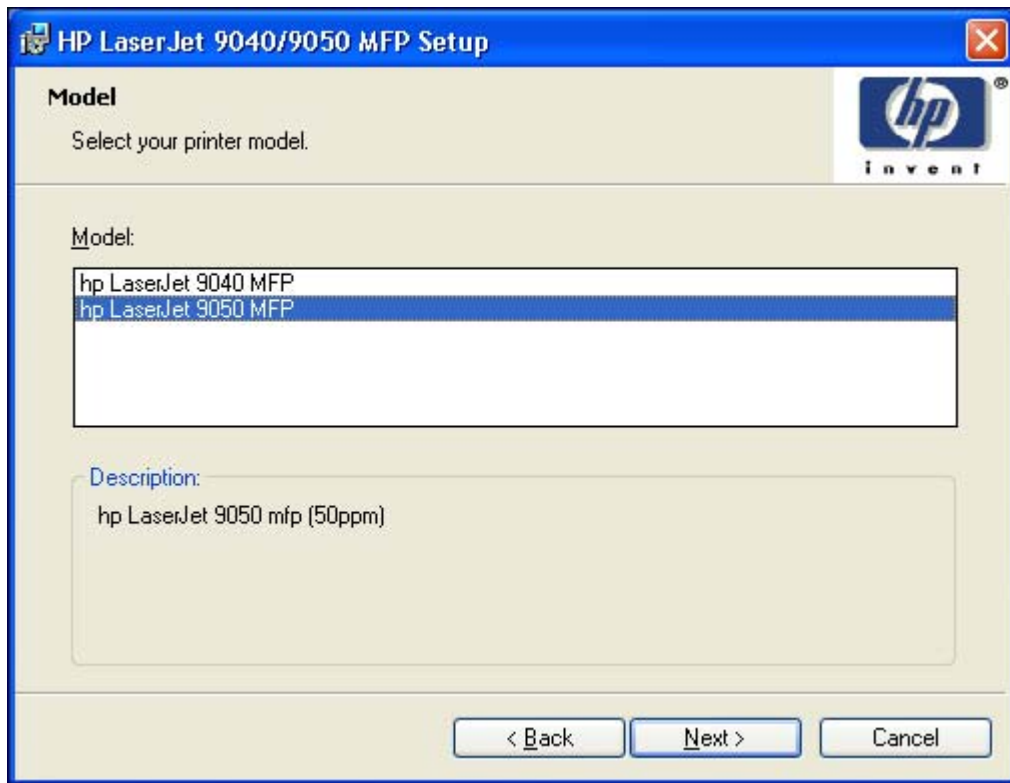 HP LaserJet 9040/9050 MFP Setup
Model
Select your printer model.
hp ®
invent
Model:
hp LaserJet 9040 MFP
hp LaserJet 9050 MFP
Description:
hp LaserJet 9050 mfp (50ppm)
< Back
Next >
Cancel